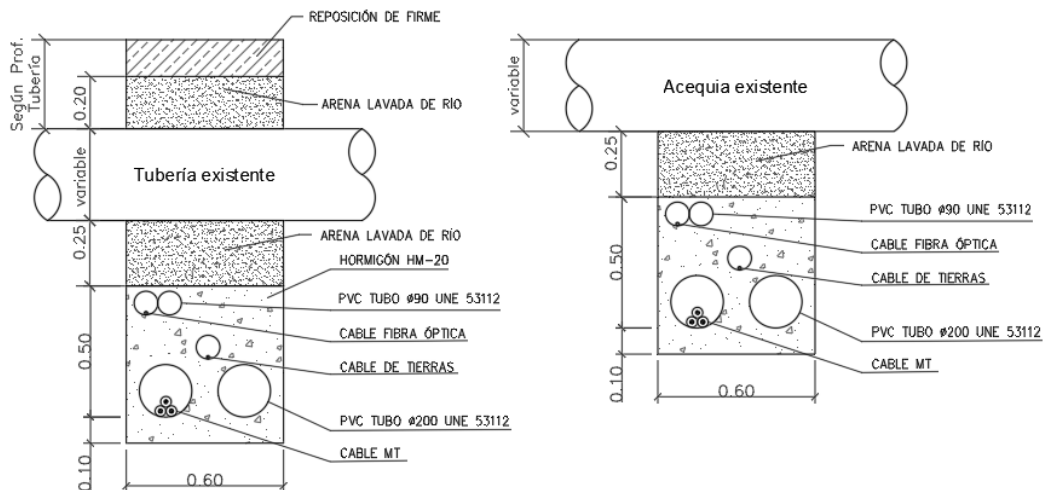 REPOSICIÓN DE FIRME
Según Prof.
Tubería
0.20
ARENA LAVADA DE RÍO
variable
Tubería existente
0.25
ARENA LAVADA DE RÍO
HORMIGÓN HM-20
PVC TUBO ø90 UNE 53112
CABLE FIBRA ÓPTICA
0.50
CABLE DE TIERRAS
PVC TUBO ø200 UNE 53112
CABLE MT
0.10
0.60
variable
Acequia existente
0.25
ARENA LAVADA DE RÍO
PVC TUBO ø90 UNE 53112
CABLE FIBRA ÓPTICA
0.50
CABLE DE TIERRAS
PVC TUBO ø200 UNE 53112
CABLE MT
0.10
0.60